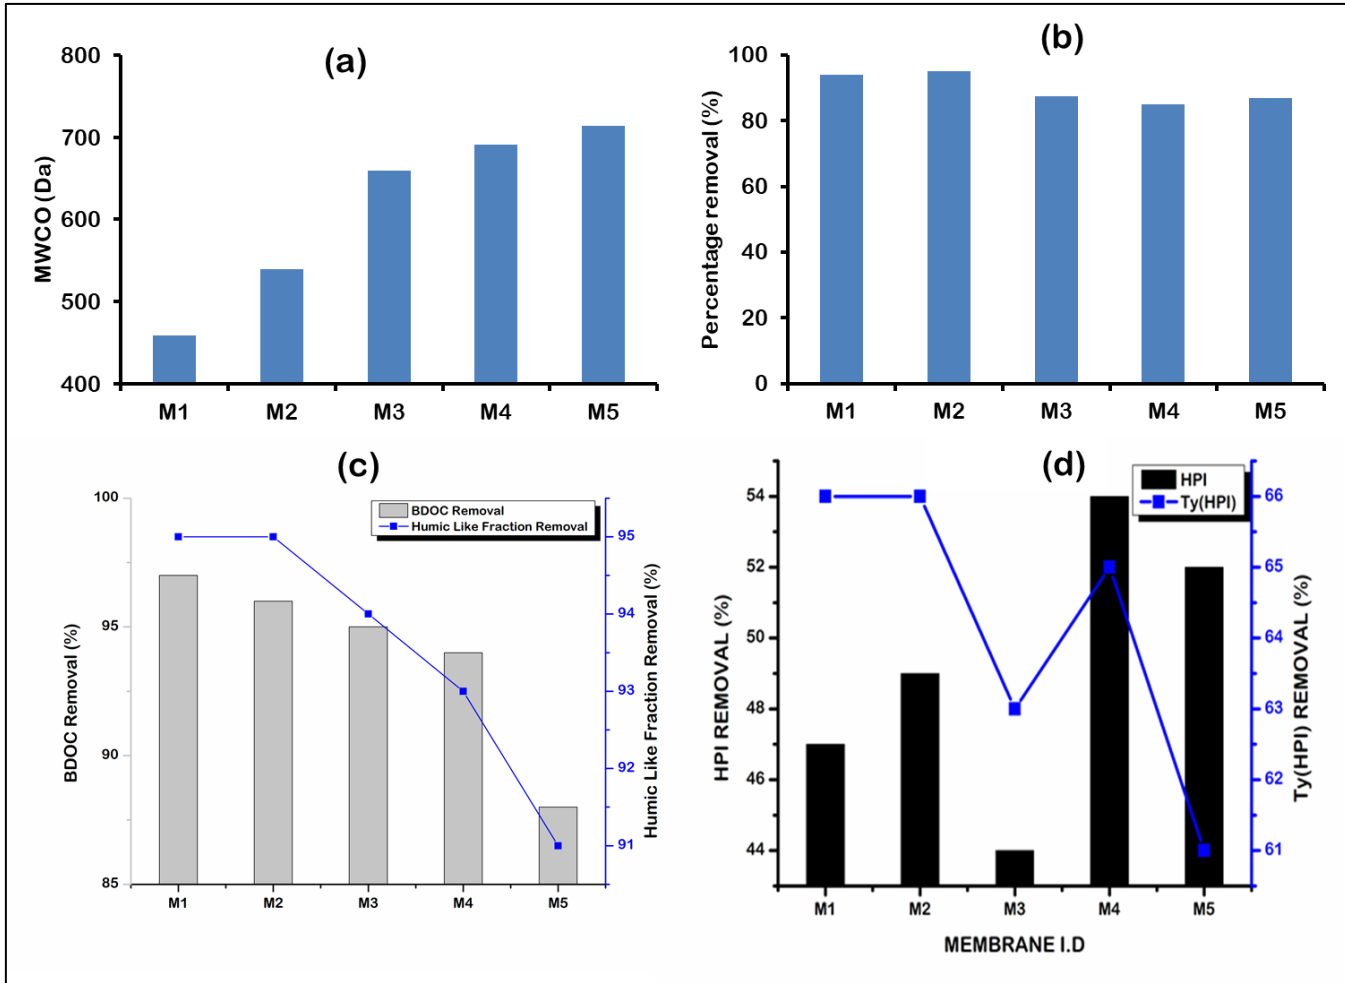 (a)
800
700
600
500
400
MWCO (Da)
M1 M2 M3 M4 M5
(b)
100
80
60
40
20
0
Percentage removal (%)
M1 M2 M3 M4 M5
(c)
100
95
90
85
BDOC Removal (%)
BDOC Removal
Humic Like Fraction Removal
95
94
93
92
91
Humic Like Fraction Removal (%)
M1 M2 M3 M4 M5
(d)
54
52
50
48
46
44
HPI REMOVAL (%)
HPI
Ty(HPI)
66
65
64
63
62
61
Ty(HPI) REMOVAL (%)
M1 M2 M3 M4 M5
MEMBRANE I.D